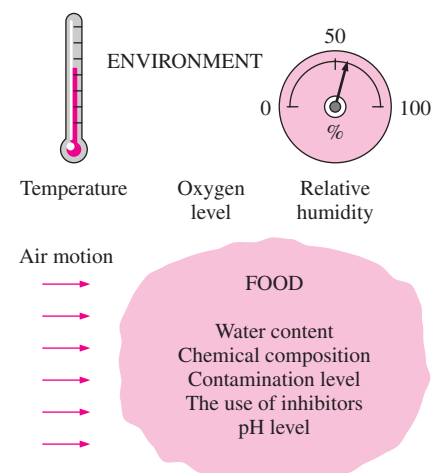 ENVIRONMENT
50
0
100
%
Temperature
Oxygen
level
Relative
humidity
Air motion
FOOD
Water content
Chemical composition
Contamination level
The use of inhibitors
pH level